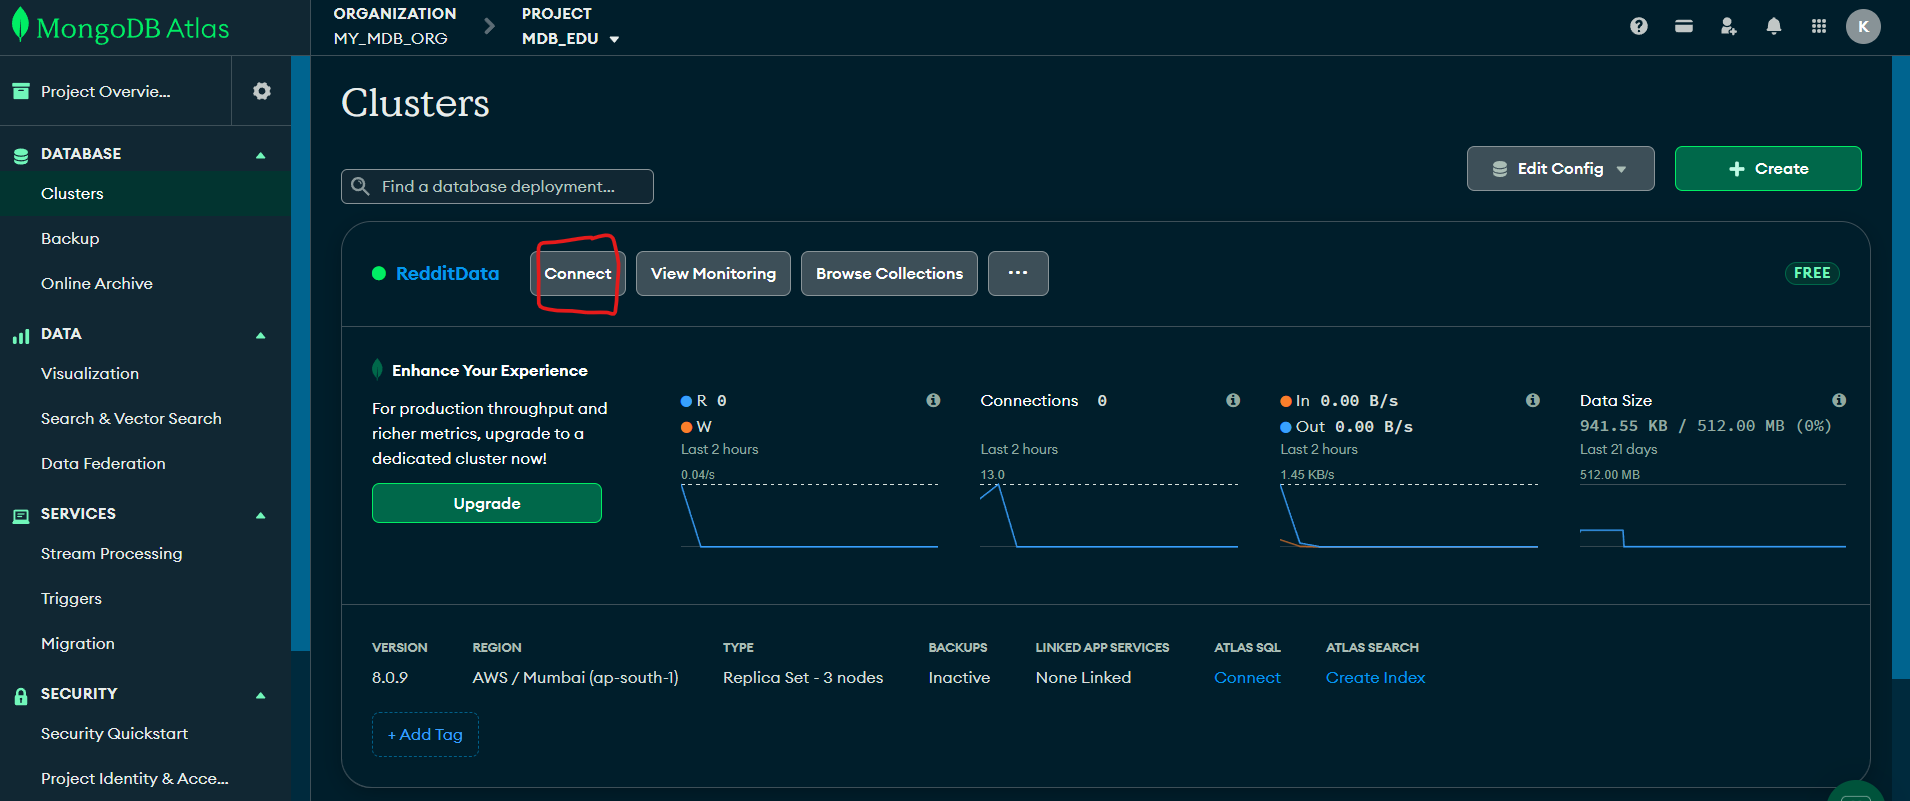 MongoDB Atlas
ORGANIZATION
MY_MDB_ORG
PROJECT
MDB_EDU
K
Project Overvie...
DATABASE
Clusters
Backup
Online Archive
DATA
Visualization
Search & Vector Search
Data Federation
SERVICES
Stream Processing
Triggers
Migration
SECURITY
Security Quickstart
Project Identity & Acce...
Clusters
Find a database deployment...
Edit Config
+ Create
RedditData
Connect
View Monitoring
Browse Collections
...
FREE
Enhance Your Experience
For production throughput and
richer metrics, upgrade to a
dedicated cluster now!
Upgrade
R 0
W
Last 2 hours
0.04/s
Connections 0
Last 2 hours
13.0
In 0.00 B/s
Out 0.00 B/s
Last 2 hours
1.45 KB/s
Data Size
941.55 KB / 512.00 MB (0%)
Last 21 days
512.00 MB
VERSION
8.0.9
REGION
AWS / Mumbai (ap-south-1)
TYPE
Replica Set - 3 nodes
BACKUPS
Inactive
LINKED APP SERVICES
None Linked
ATLAS SQL
Connect
ATLAS SEARCH
Create Index
+ Add Tag